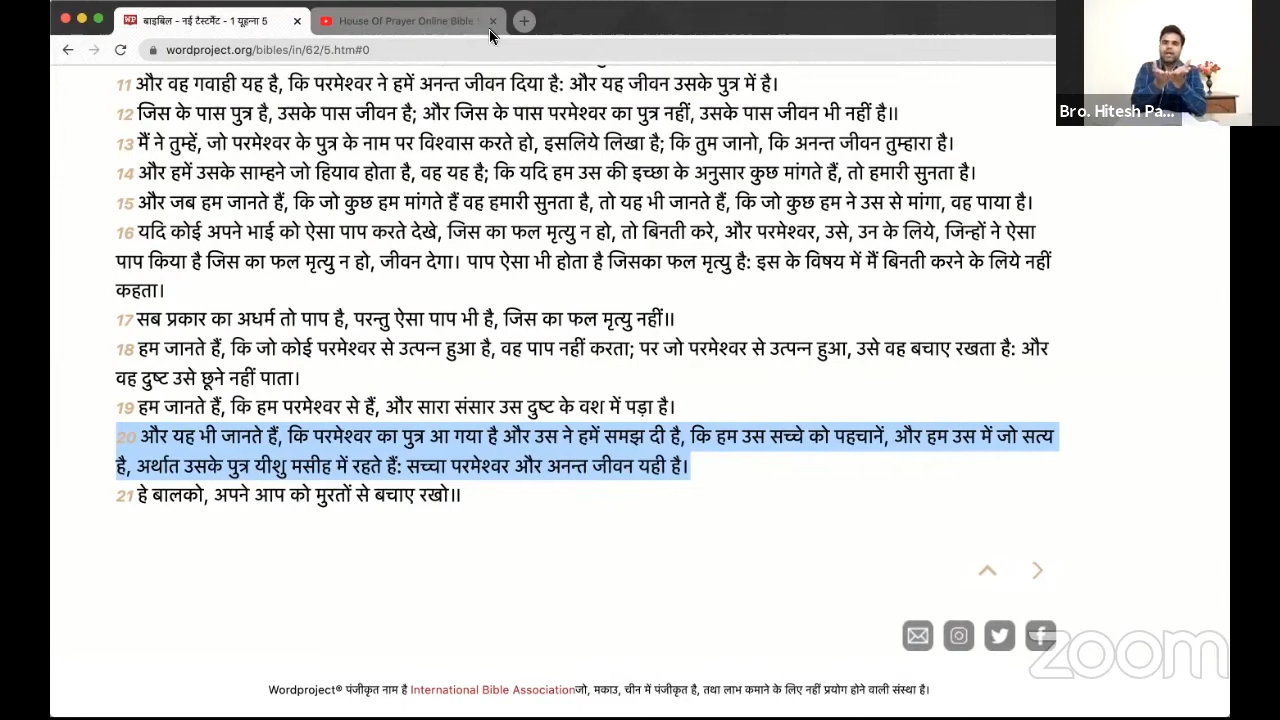 बाइबिल - नई टैस्टर्मेंट - 1 यूहन्ना 5
House Of Prayer Online Bible
wordproject.org/bibles/in/62/5.htm#0
11 और वह गवाही यह है, कि परमेश्वर ने हमें अनन्त जीवन दिया है: और यह जीवन उसके पुत्र में है।
12 जिस के पास पुत्र है, उसके पास जीवन है; और जिस के पास परमेश्वर का पुत्र नहीं, उसके पास जीवन भी नहीं है॥
13 मैं ने तुम्हें, जो परमेश्वर के पुत्र के नाम पर विश्वास करते हो, इसलिये लिखा है; कि तुम जानो, कि अनन्त जीवन तुम्हारा है।
14 और हमें उसके साम्हने जो हियाव होता है, वह यह है; कि यदि हम उस की इच्छा के अनुसार कुछ मांगते हैं, तो हमारी सुनता है।
15 और जब हम जानते हैं, कि जो कुछ हम मांगते हैं वह हमारी सुनता है, तो यह भी जानते हैं, कि जो कुछ हम ने उस से मांगा, वह पाया है।
16 यदि कोई अपने भाई को ऐसा पाप करते देखे, जिस का फल मृत्यु न हो, तो बिनती करे, और परमेश्वर, उसे, उन के लिये, जिन्हों ने ऐसा
पाप किया है जिस का फल मृत्यु न हो, जीवन देगा। पाप ऐसा भी होता है जिसका फल मृत्यु है: इस के विषय में मैं बिनती करने के लिये नहीं
कहता।
17 सब प्रकार का अधर्म तो पाप है, परन्तु ऐसा पाप भी है, जिस का फल मृत्यु नहीं॥
18 हम जानते हैं, कि जो कोई परमेश्वर से उत्पन्न हुआ है, वह पाप नहीं करता; पर जो परमेश्वर से उत्पन्न हुआ, उसे वह बचाए रखता है: और
वह दुष्ट उसे छूने नहीं पाता।
19 हम जानते हैं, कि हम परमेश्वर से हैं, और सारा संसार उस दुष्ट के वश में पड़ा है।
20 और यह भी जानते हैं, कि परमेश्वर का पुत्र आ गया है और उस ने हमें समझ दी है, कि हम उस सच्चे को पहचानें, और हम उस में जो सत्य
है, अर्थात उसके पुत्र यीशु मसीह में रहते हैं: सच्चा परमेश्वर और अनन्त जीवन यही है।
21 हे बालको, अपने आप को मुरतों से बचाए रखो॥
Wordproject® पंजीकृत नाम है International Bible Associationजो, मकाउ, चीन में पंजीकृत है, तथा लाभ कमाने के लिए नहीं प्रयोग होने वाली संस्था है।
Bro. Hitesh Pa...
zoom